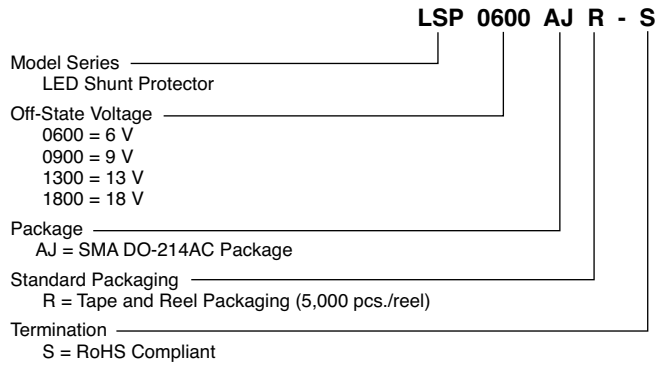 LSP 0600 AJ R - S
Model Series
LED Shunt Protector
Off-State Voltage
0600 = 6 V
0900 = 9 V
1300 = 13 V
1800 = 18 V
Package
AJ = SMA DO-214AC Package
Standard Packaging
R = Tape and Reel Packaging (5,000 pcs./reel)
Termination
S = RoHS Compliant